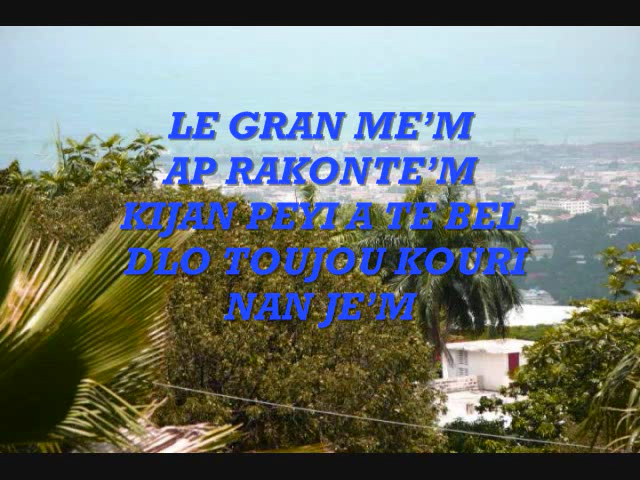 LE GRAN ME’M
AP RAKONTE’M
KIJAN PEYI A TE BEL
DLO TOUJOU KOURI
NAN JE’M